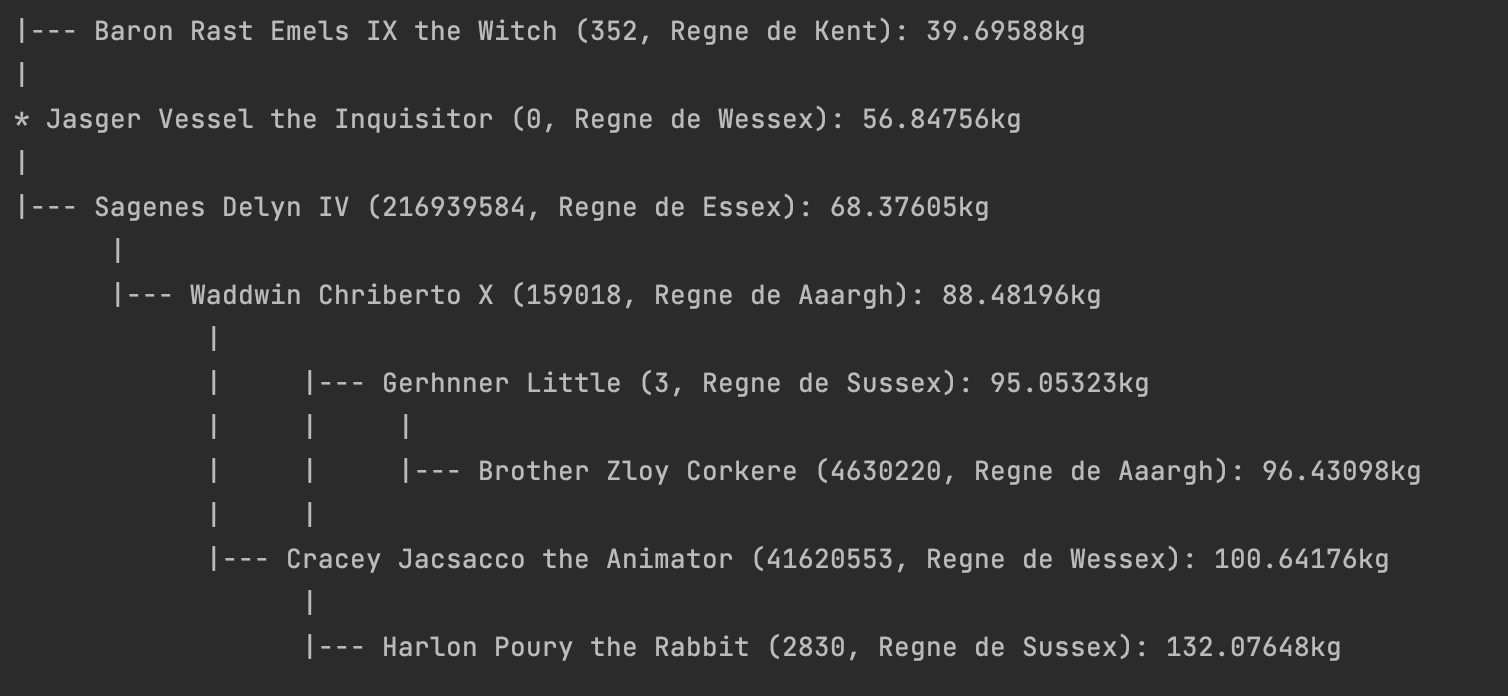 |--- Baron Rast Emels IX the Witch (352, Regne de Kent): 39.69588kg
|
* Jasger Vessel the Inquisitor (0, Regne de Wessex): 56.84756kg
|
|--- Sagenes Delyn IV (216939584, Regne de Essex): 68.37605kg
      |
      |--- Waddwin Chriberto X (159018, Regne de Aaargh): 88.48196kg
            |
            |     |--- Gerhnner Little (3, Regne de Sussex): 95.05323kg
            |     |     |
            |     |     |--- Brother Zloy Corkere (4630220, Regne de Aaargh): 96.43098kg
            |     |
            |--- Cracey Jacsacco the Animator (41620553, Regne de Wessex): 100.64176kg
                  |
                  |--- Harlon Poury the Rabbit (2830, Regne de Sussex): 132.07648kg